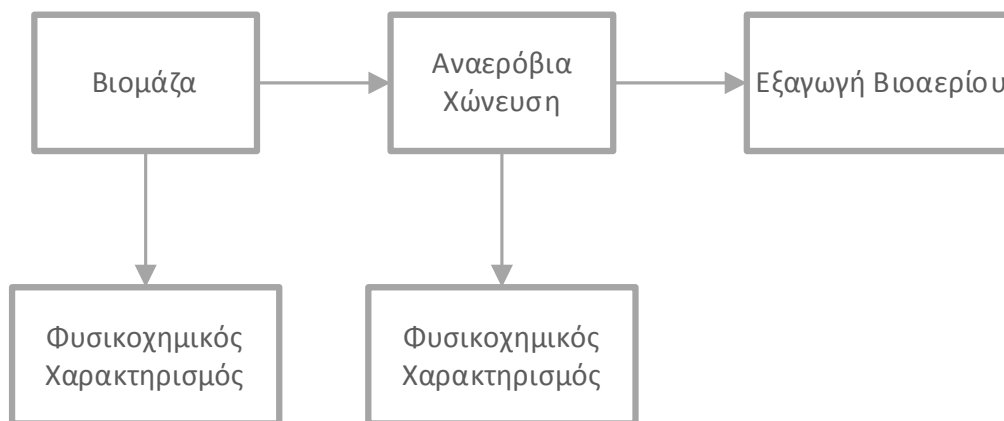 Βιομάζα
Αναερόβια
Χώνευση
Εξαγωγή Βιοαερίου
Φυσικοχημικός
Χαρακτηρισμός
Φυσικοχημικός
Χαρακτηρισμός